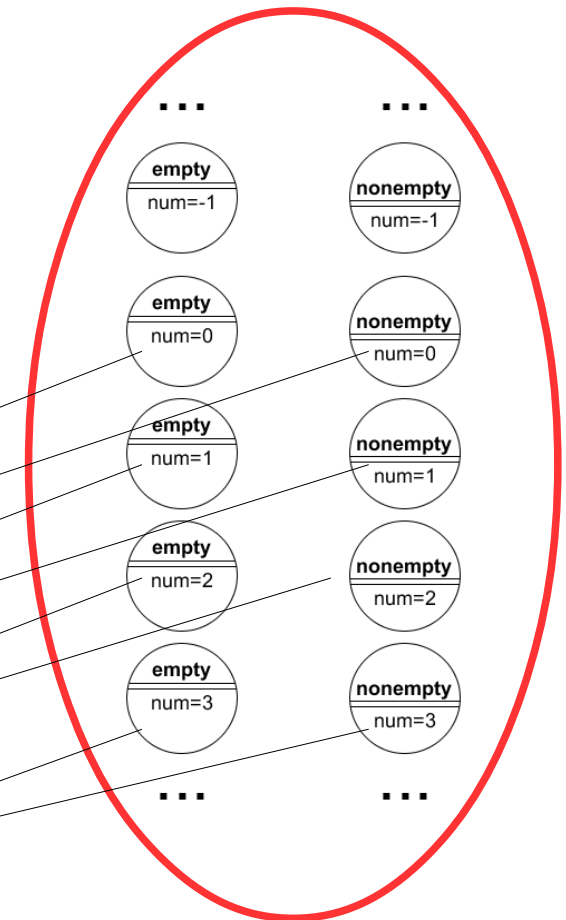 ... ...
empty
num=-1
nonempty
num=-1
empty
num=0
nonempty
num=0
empty
num=1
nonempty
num=1
empty
num=2
nonempty
num=2
empty
num=3
nonempty
num=3
... ...